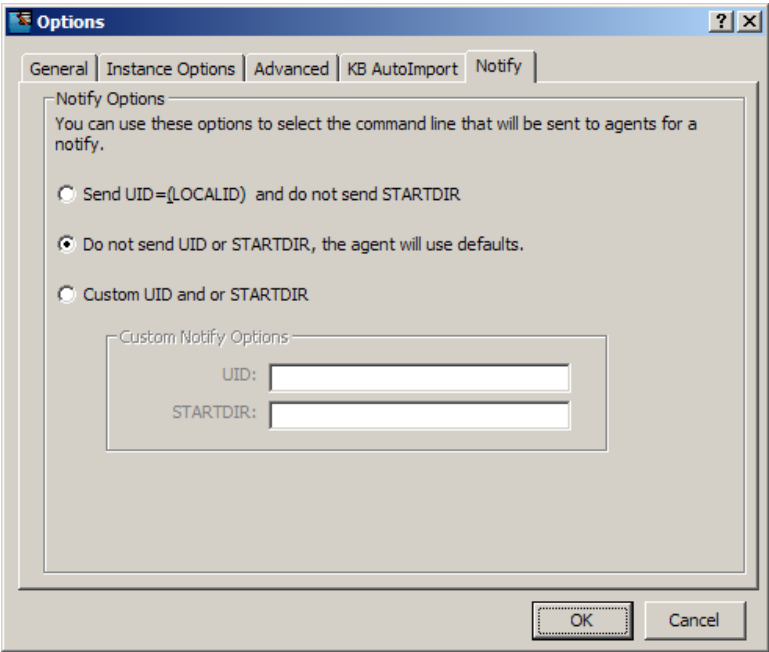 Options
General Instance Options Advanced KB AutoImport Notify
Notify Options
You can use these options to select the command line that will be sent to agents for a
notify.
Send UID=(LOCALID) and do not send STARTDIR
Do not send UID or STARTDIR, the agent will use defaults.
Custom UID and or STARTDIR
Custom Notify Options
UID:
STARTDIR:
OK Cancel